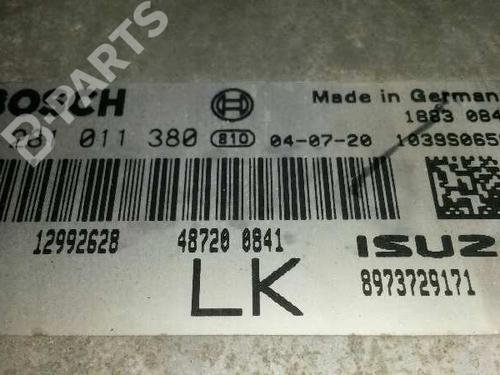 D-PARTS
BOSCH
Made in German
281 011 380 810 04-07-20
1883 084
1039S065
12992628
48720 0841
ISUZ
8973729171
LK